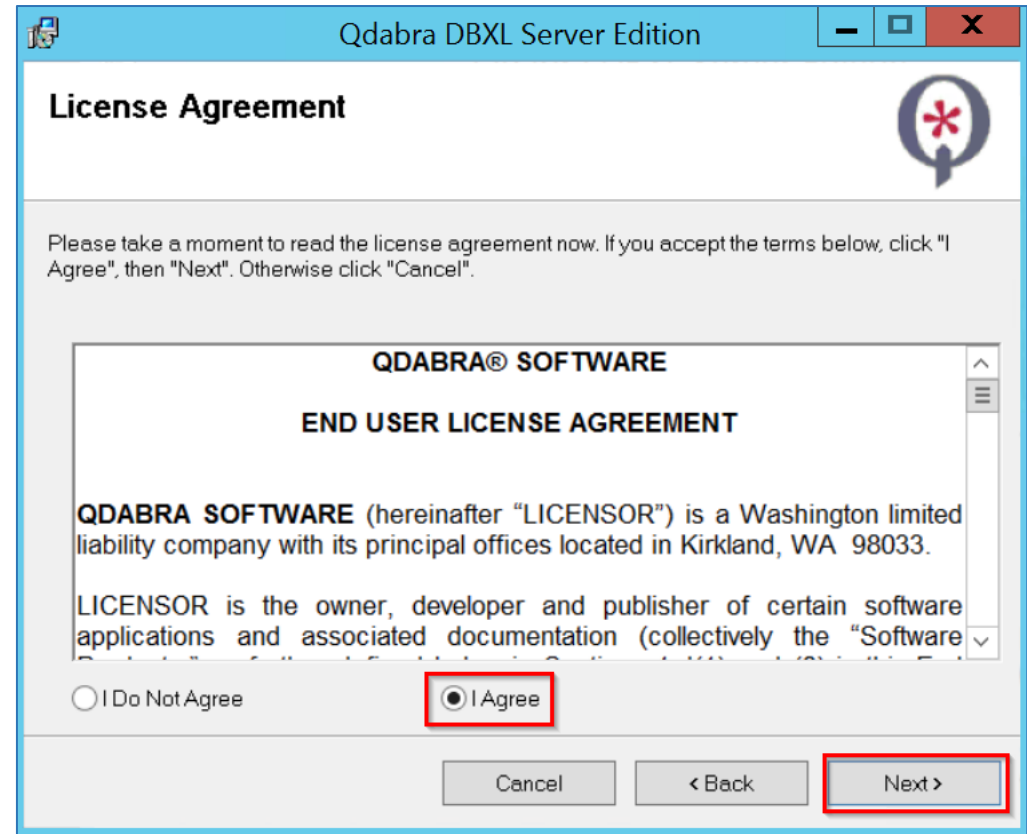 Qdabra DBXL Server Edition
License Agreement
Please take a moment to read the license agreement now. If you accept the terms below, click "I
Agree", then "Next". Otherwise click "Cancel".
QDABRA® SOFTWARE
END USER LICENSE AGREEMENT
QDABRA SOFTWARE (hereinafter “LICENSOR”) is a Washington limited
liability company with its principal offices located in Kirkland, WA 98033.
LICENSOR is the owner, developer and publisher of certain software
applications and associated documentation (collectively the “Software
I Do Not Agree
I Agree
Cancel
< Back
Next >